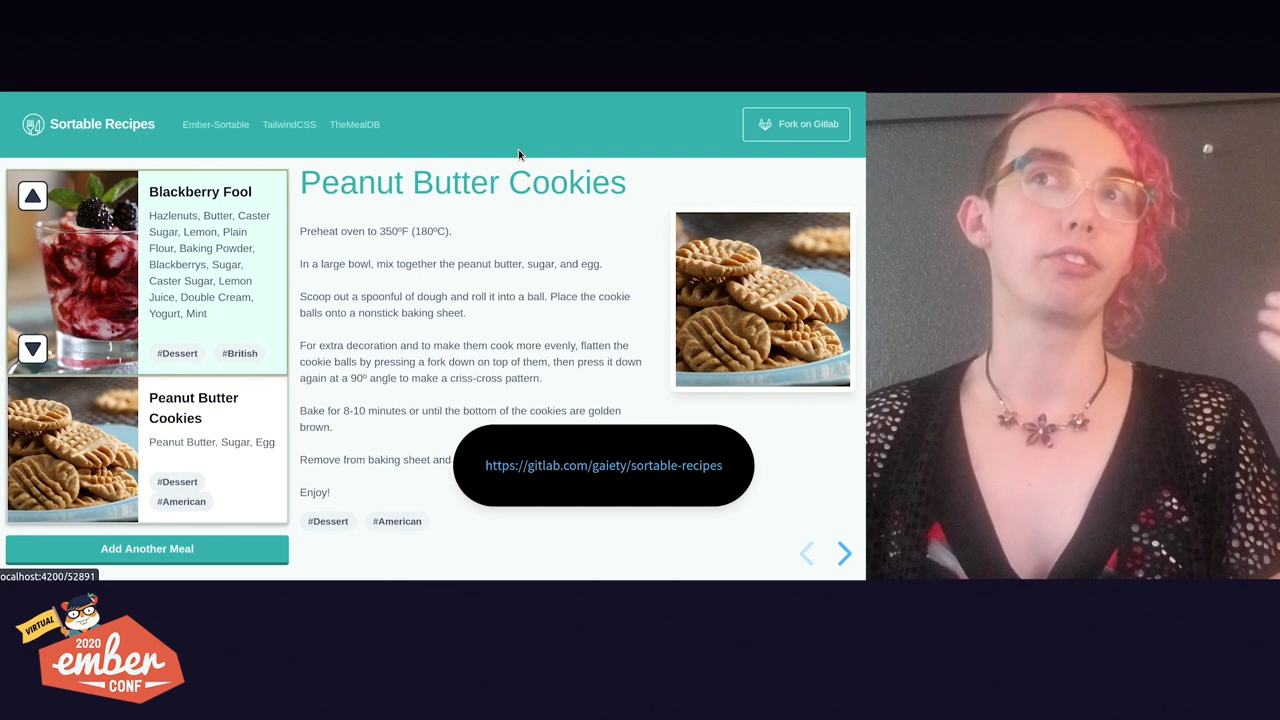 Sortable Recipes
Ember-Sortable
TailwindCSS
TheMealDB
Fork on Gitlab
Blackberry Fool
Hazlenuts, Butter, Caster
Sugar, Lemon, Plain
Flour, Baking Powder,
Blackberrys, Sugar,
Caster Sugar, Lemon
Juice, Double Cream,
Yogurt, Mint
#Dessert
#British
Peanut Butter
Cookies
Peanut Butter, Sugar, Egg
#Dessert
#American
Add Another Meal
ocalhost:4200/52891
Peanut Butter Cookies
Preheat oven to 350ºF (180ºC).
In a large bowl, mix together the peanut butter, sugar, and egg.
Scoop out a spoonful of dough and roll it into a ball. Place the cookie
balls onto a nonstick baking sheet.
For extra decoration and to make them cook more evenly, flatten the
cookie balls by pressing a fork down on top of them, then press it down
again at a 90º angle to make a criss-cross pattern.
Bake for 8-10 minutes or until the bottom of the cookies are golden
brown.
Remove from baking sheet and
Enjoy!
#Dessert
#American
https://gitlab.com/gaiety/sortable-recipes
VIRTUAL
2020
ember
CONF